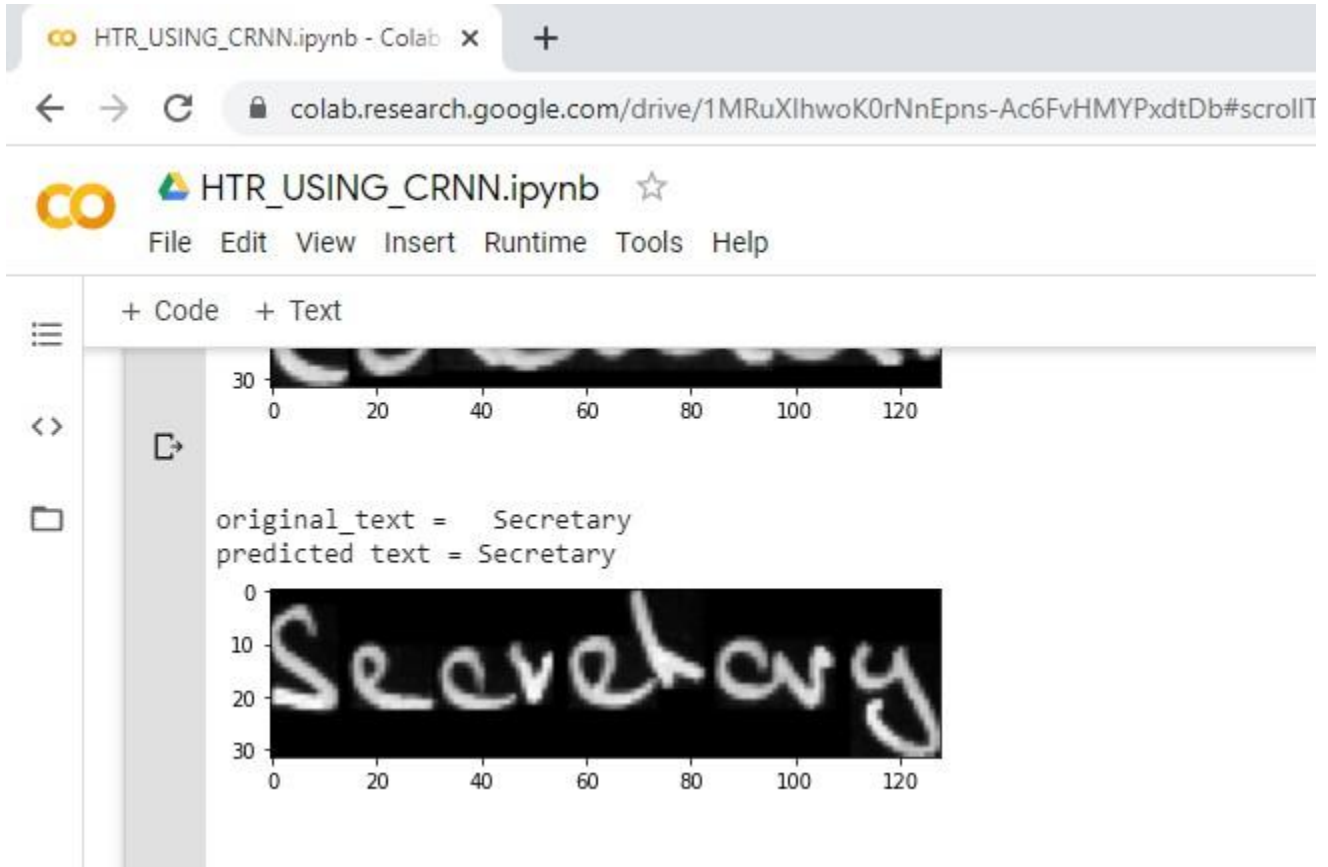 HTR_USING_CRNN.ipynb - Colab
colab.research.google.com/drive/1MRuXIhwoK0rNnEpns-Ac6FvHMYPxdtDb#scrollT
HTR_USING_CRNN.ipynb
File Edit View Insert Runtime Tools Help
+ Code + Text
30
0 20 40 60 80 100 120
original_text = Secretary
predicted text = Secretary
0
10
20
30
Secretary
0 20 40 60 80 100 120